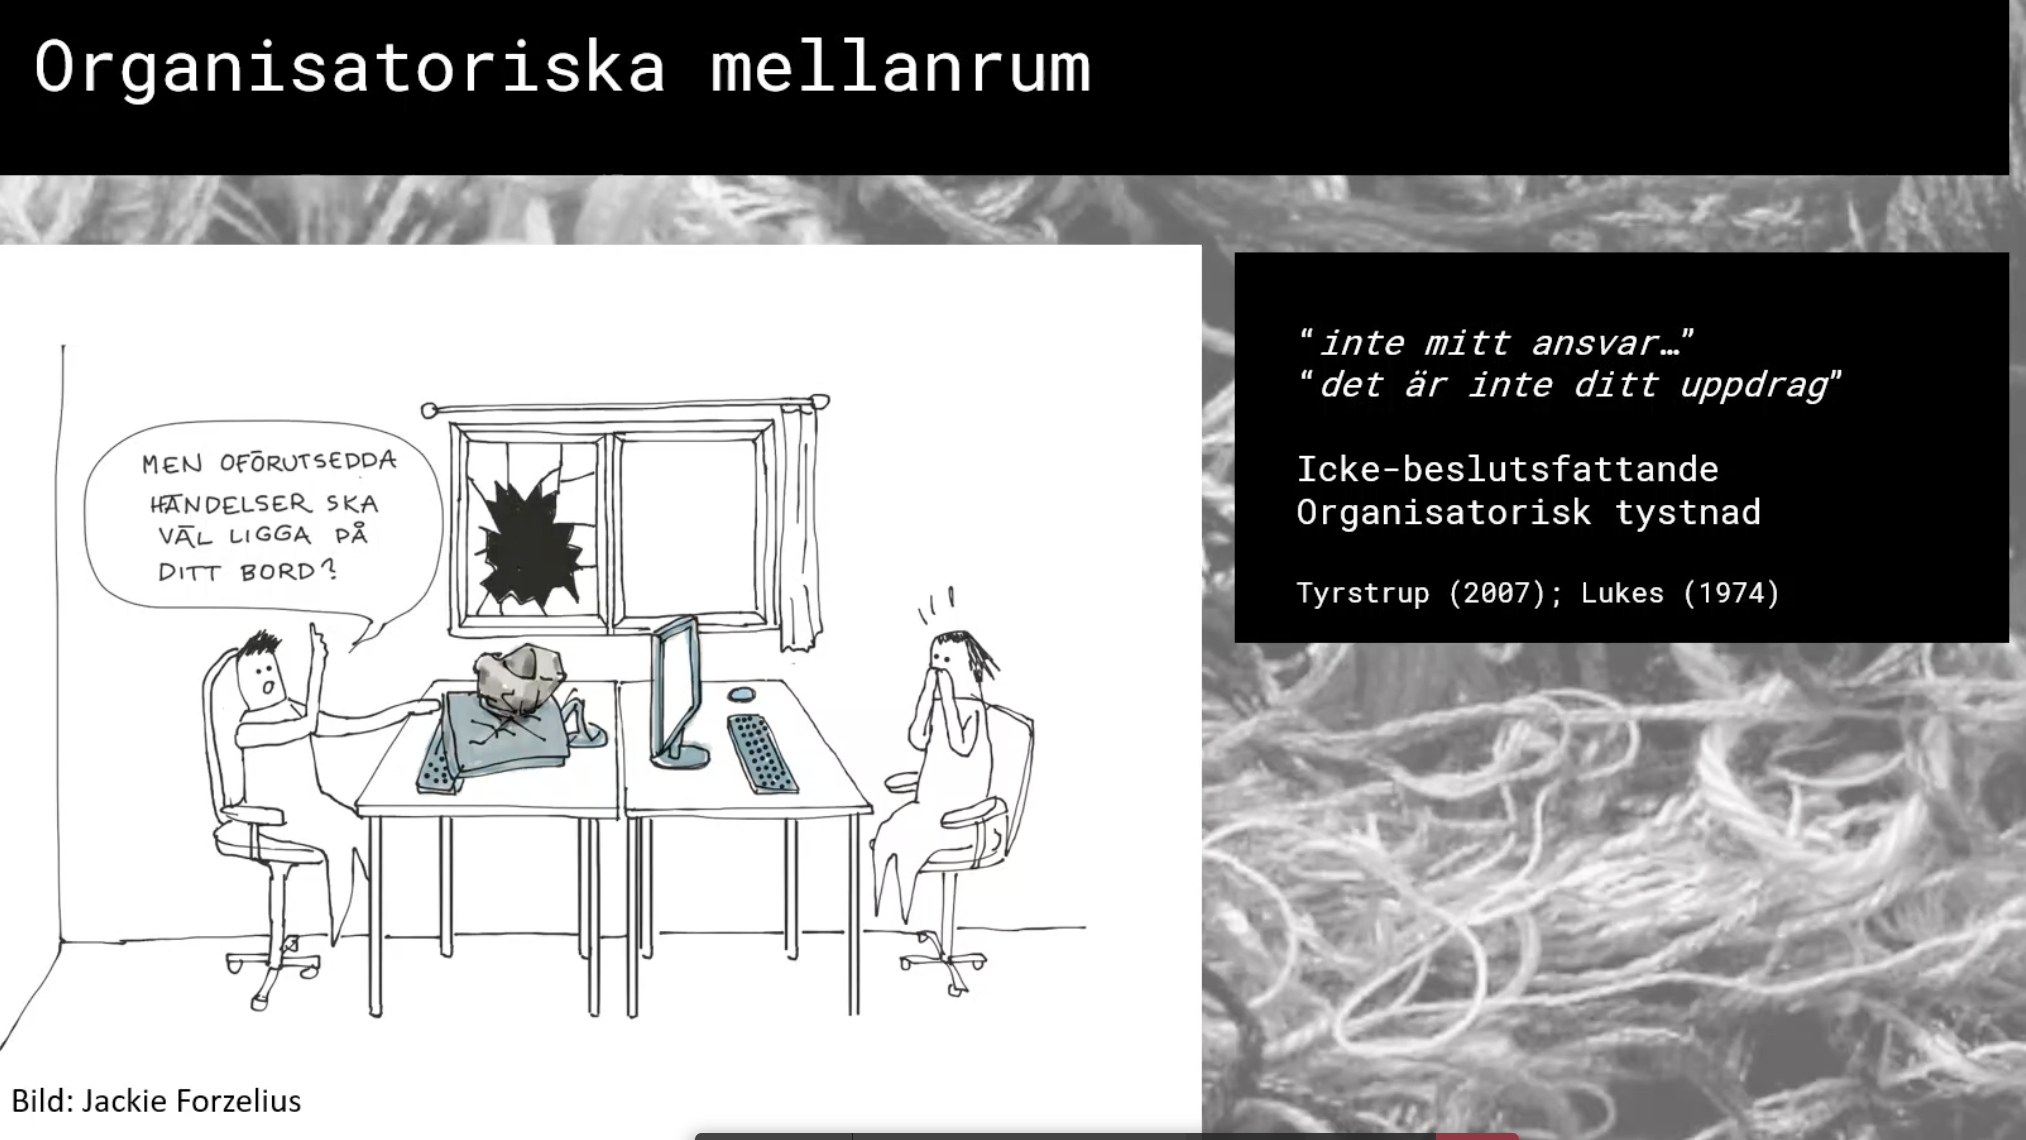 Organisatoriska mellanrum
MEN OFÖRUTSEDDA
HÄNDELSER SKA
VÄL LIGGA PÅ
DITT BORD?
“inte mitt ansvar…”
“det är inte ditt uppdrag”
Icke-beslutsfattande
Organisatorisk tystnad
Tyrstrup (2007); Lukes (1974)
Bild: Jackie Forzelius